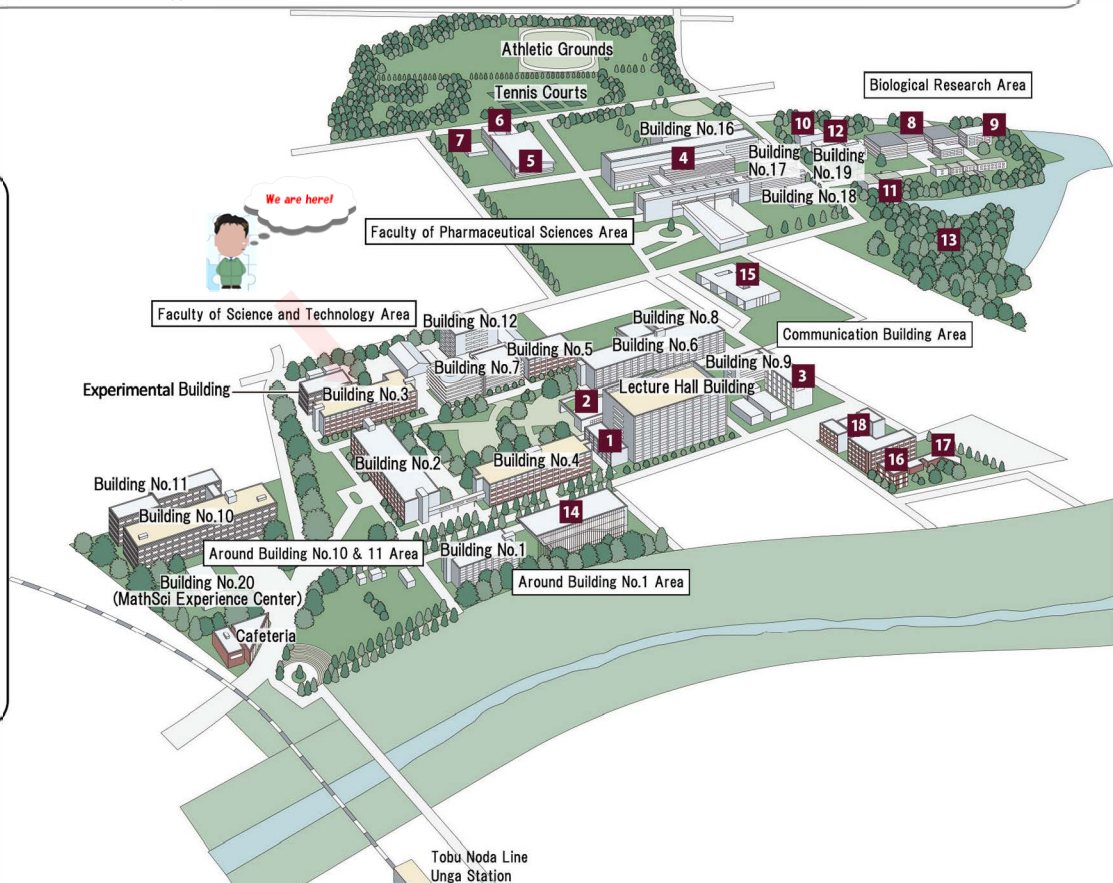 Athletic Grounds
Tennis Courts
Biological Research Area
6
7
5
Building No.16
4
10
12
8
9
Building
No.17
Building
No.19
11
Building No.18
13
We are here!
Faculty of Pharmaceutical Sciences Area
15
Faculty of Science and Technology Area
Building No.12
Building No.8
Building No.5
Building No.6
Communication Building Area
Building No.7
Building No.9
3
Experimental Building
Building No.3
Lecture Hall Building
2
1
18
17
16
Building No.2
Building No.4
Building No.11
Building No.10
14
Around Building No.10 & 11 Area
Building No.1
Around Building No.1 Area
Building No.20
(MathSci Experience Center)
Cafeteria
Tobu Noda Line
Unga Station